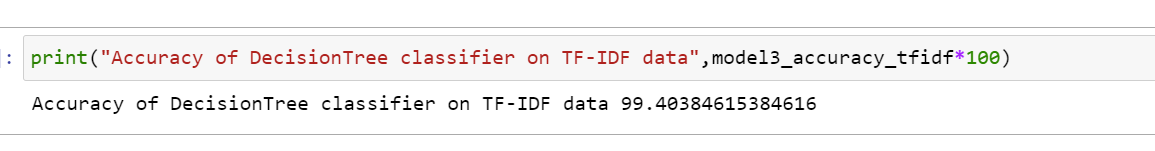 ]: print("Accuracy of DecisionTree classifier on TF-IDF data",model3_accuracy_tfidf*100)
Accuracy of DecisionTree classifier on TF-IDF data 99.40384615384616